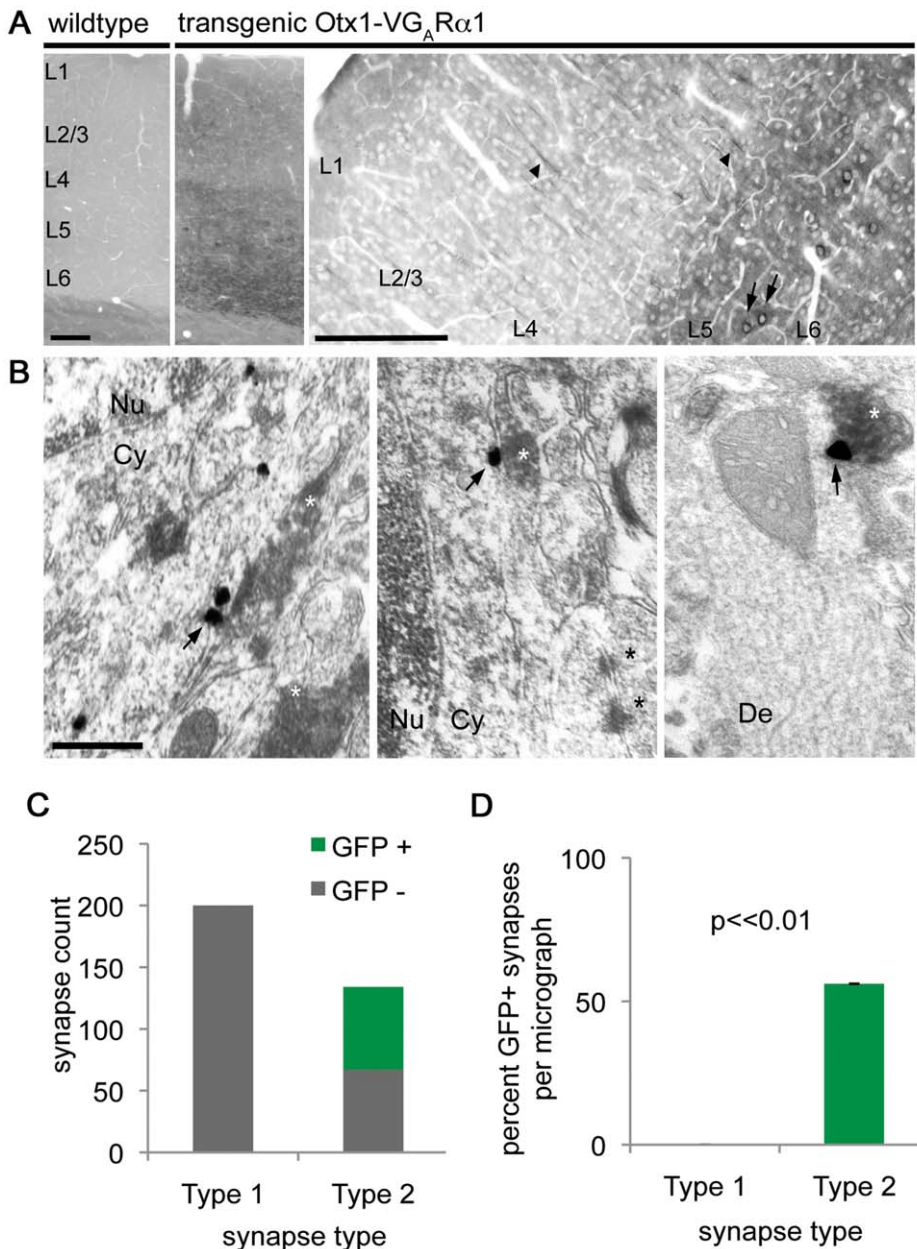 A
wildtype
transgenic Otx1-VGARα1
L1
L2/3
L4
L5
L6
L1
L2/3
L4
L5
L6
B
Nu
Cy
*
*
*
Nu
Cy
*
*
*
De
C
synapse count
250
200
150
100
50
0
GFP +
GFP -
Type 1
Type 2
synapse type
D
percent GFP+ synapses
per micrograph
100
50
0
p<<0.01
Type 1
Type 2
synapse type